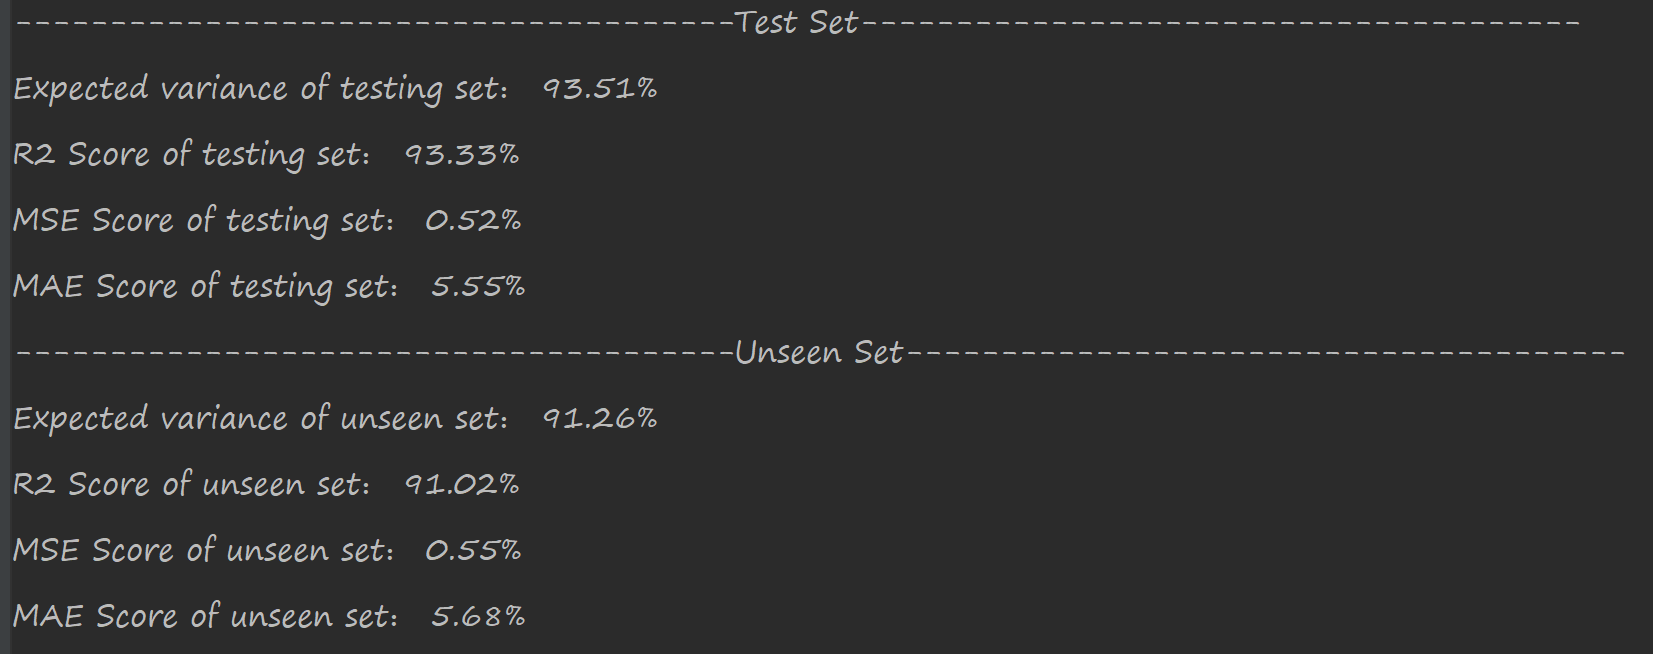 --------------------------------------Test Set--------------------------------------
Expected variance of testing set： 93.51%
R2 Score of testing set： 93.33%
MSE Score of testing set： 0.52%
MAE Score of testing set： 5.55%
--------------------------------------Unseen Set--------------------------------------
Expected variance of unseen set： 91.26%
R2 Score of unseen set： 91.02%
MSE Score of unseen set： 0.55%
MAE Score of unseen set： 5.68%